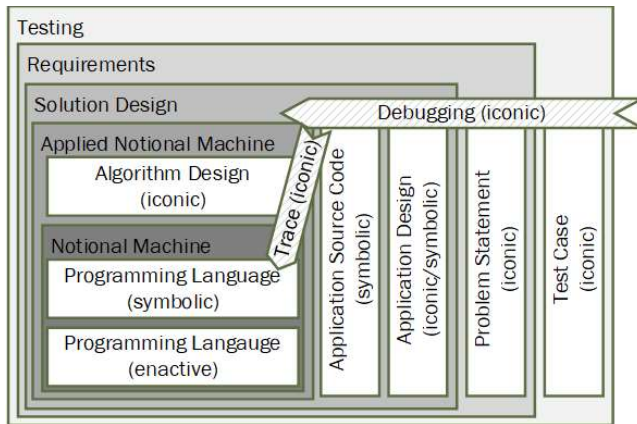 Testing
Requirements
Solution Design
Debugging (iconic)
Applied Notional Machine
Algorithm Design
(iconic)
Trace (iconic)
Notional Machine
Programming Language
(symbolic)
Programming Langauge
(enactive)
Application Source Code
(symbolic)
Application Design
(iconic/symbolic)
Problem Statement
(iconic)
Test Case
(iconic)